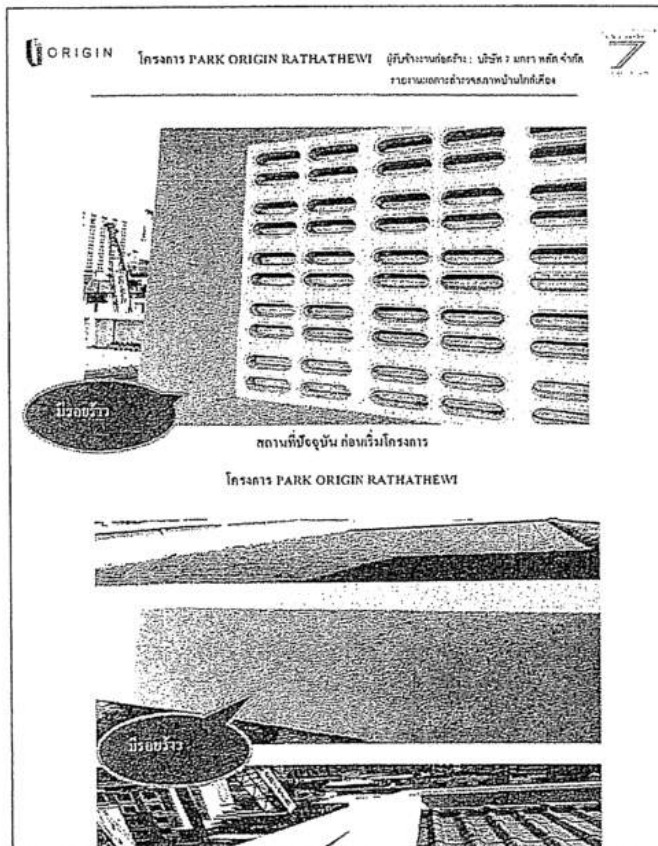 ORIGIN
โครงการ PARK ORIGIN RATHATHEWI
ผู้รับจ้างงานก่อสร้าง : บริษัท 7 มกรา หลัก จำกัด
7
รายงานผลการสำรวจสภาพบ้านใกล้เคียง
มีรอยร้าว
สถานที่ปัจจุบัน ก่อนเริ่มโครงการ
โครงการ PARK ORIGIN RATHATHEWI
มีรอยร้าว